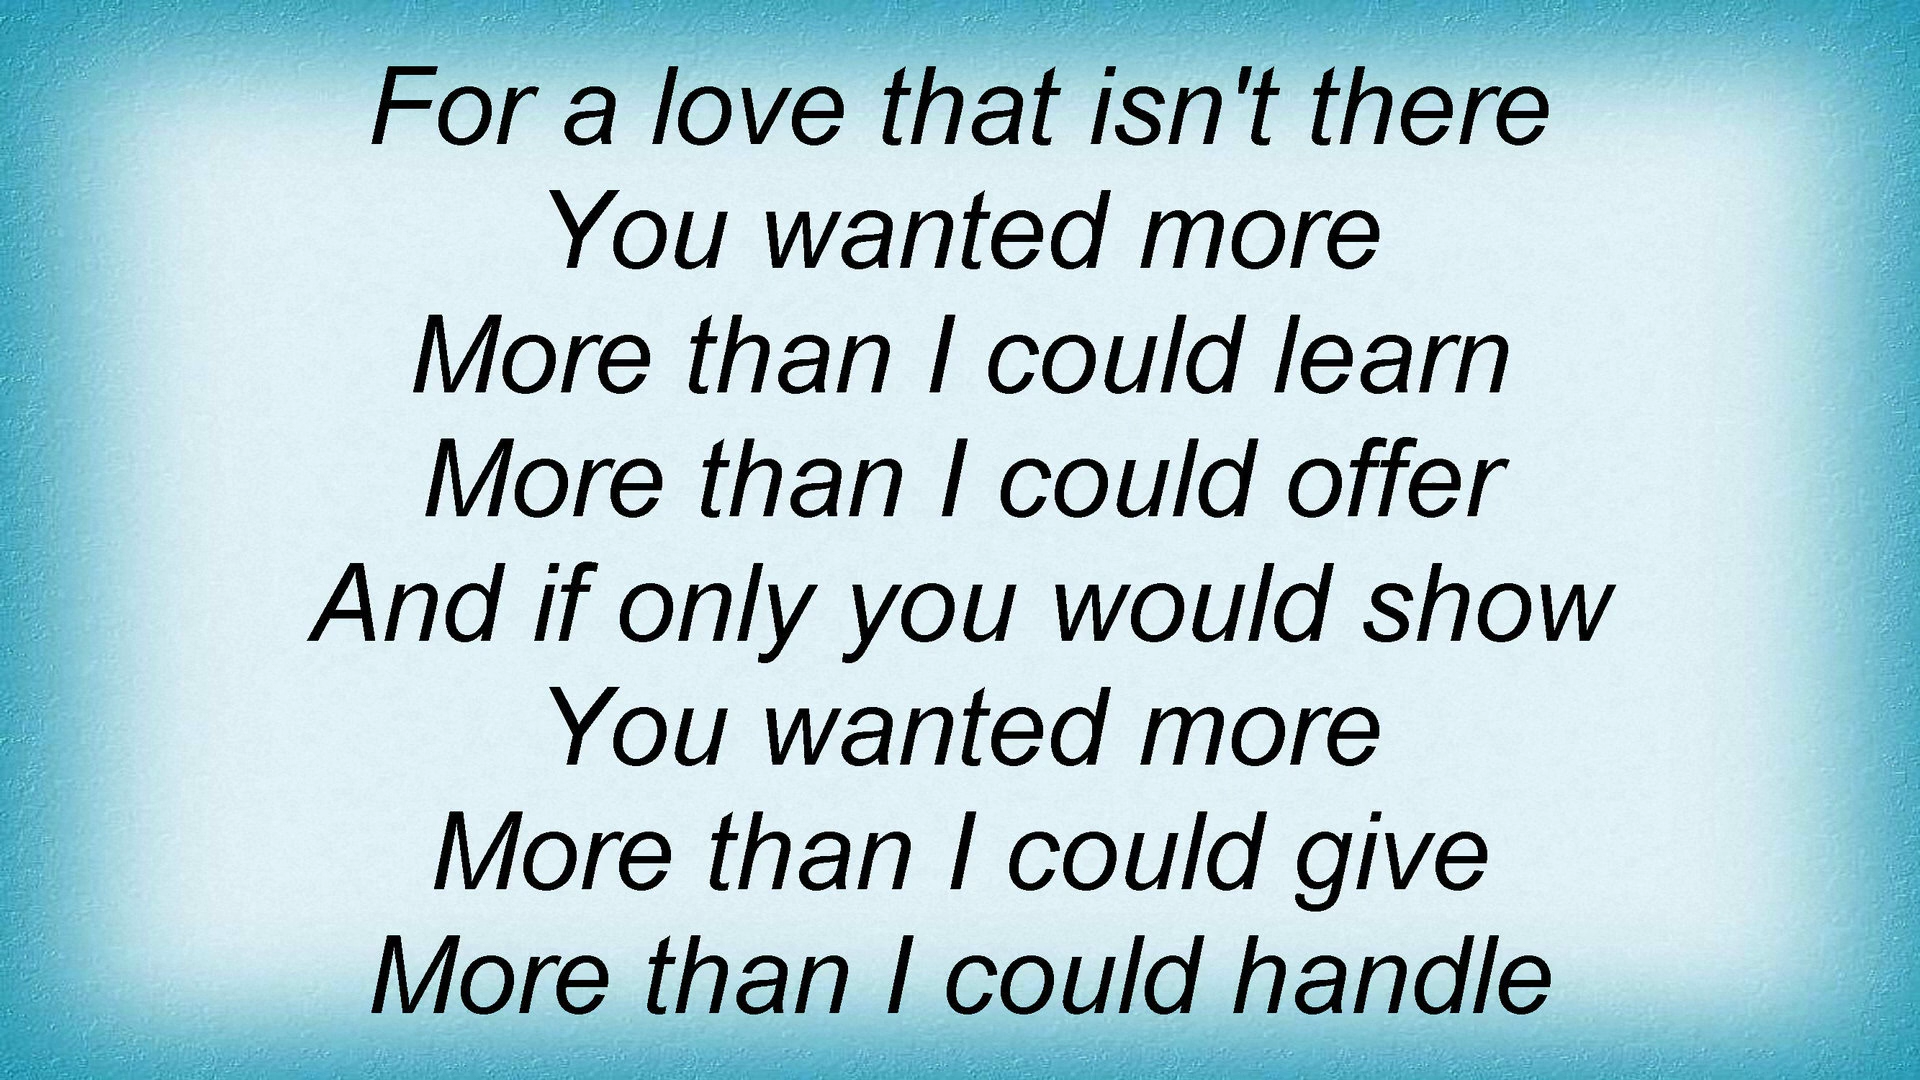 For a love that isn't there
You wanted more
More than I could learn
More than I could offer
And if only you would show
You wanted more
More than I could give
More than I could handle